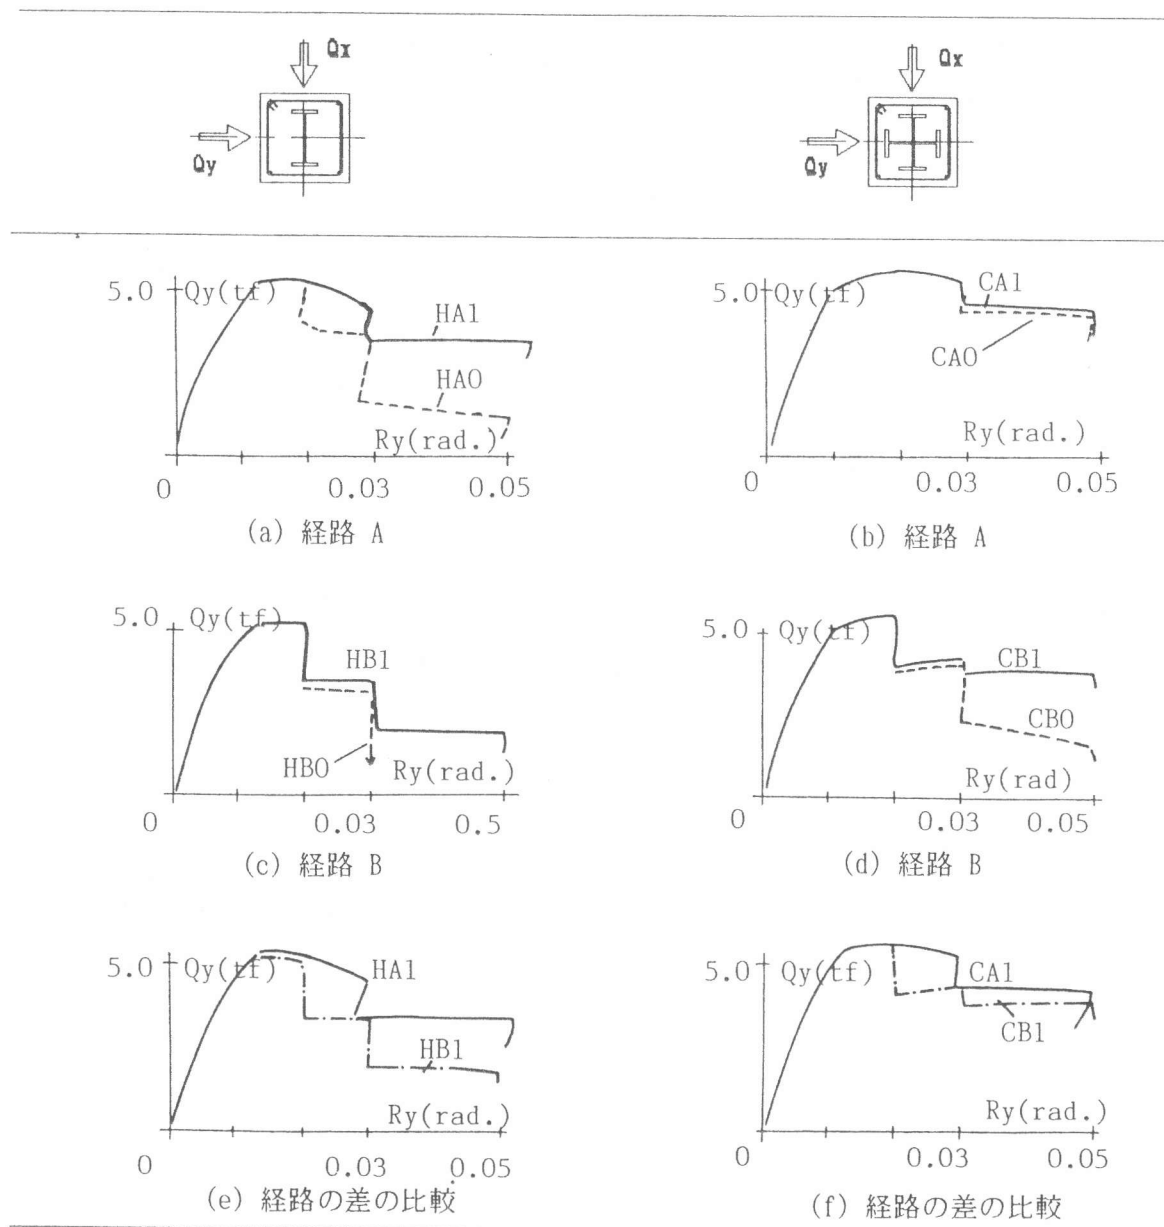 Qx
Qy
Qx
Qy
5.0 Qy(tf)
HA1
HA0
Ry(rad.)
0 0.03 0.05
(a) 経路 A
5.0 Qy(tf)
CA1
CA0
Ry(rad.)
0 0.03 0.05
(b) 経路 A
5.0 Qy(tf)
HB1
HB0
Ry(rad.)
0 0.03 0.5
(c) 経路 B
5.0 Qy(tf)
CB1
CB0
Ry(rad)
0 0.03 0.05
(d) 経路 B
5.0 Qy(tf)
HA1
HB1
Ry(rad.)
0 0.03 0.05
(e) 経路の差の比較
5.0 Qy(tf)
CA1
CB1
Ry(rad.)
0 0.03 0.05
(f) 経路の差の比較